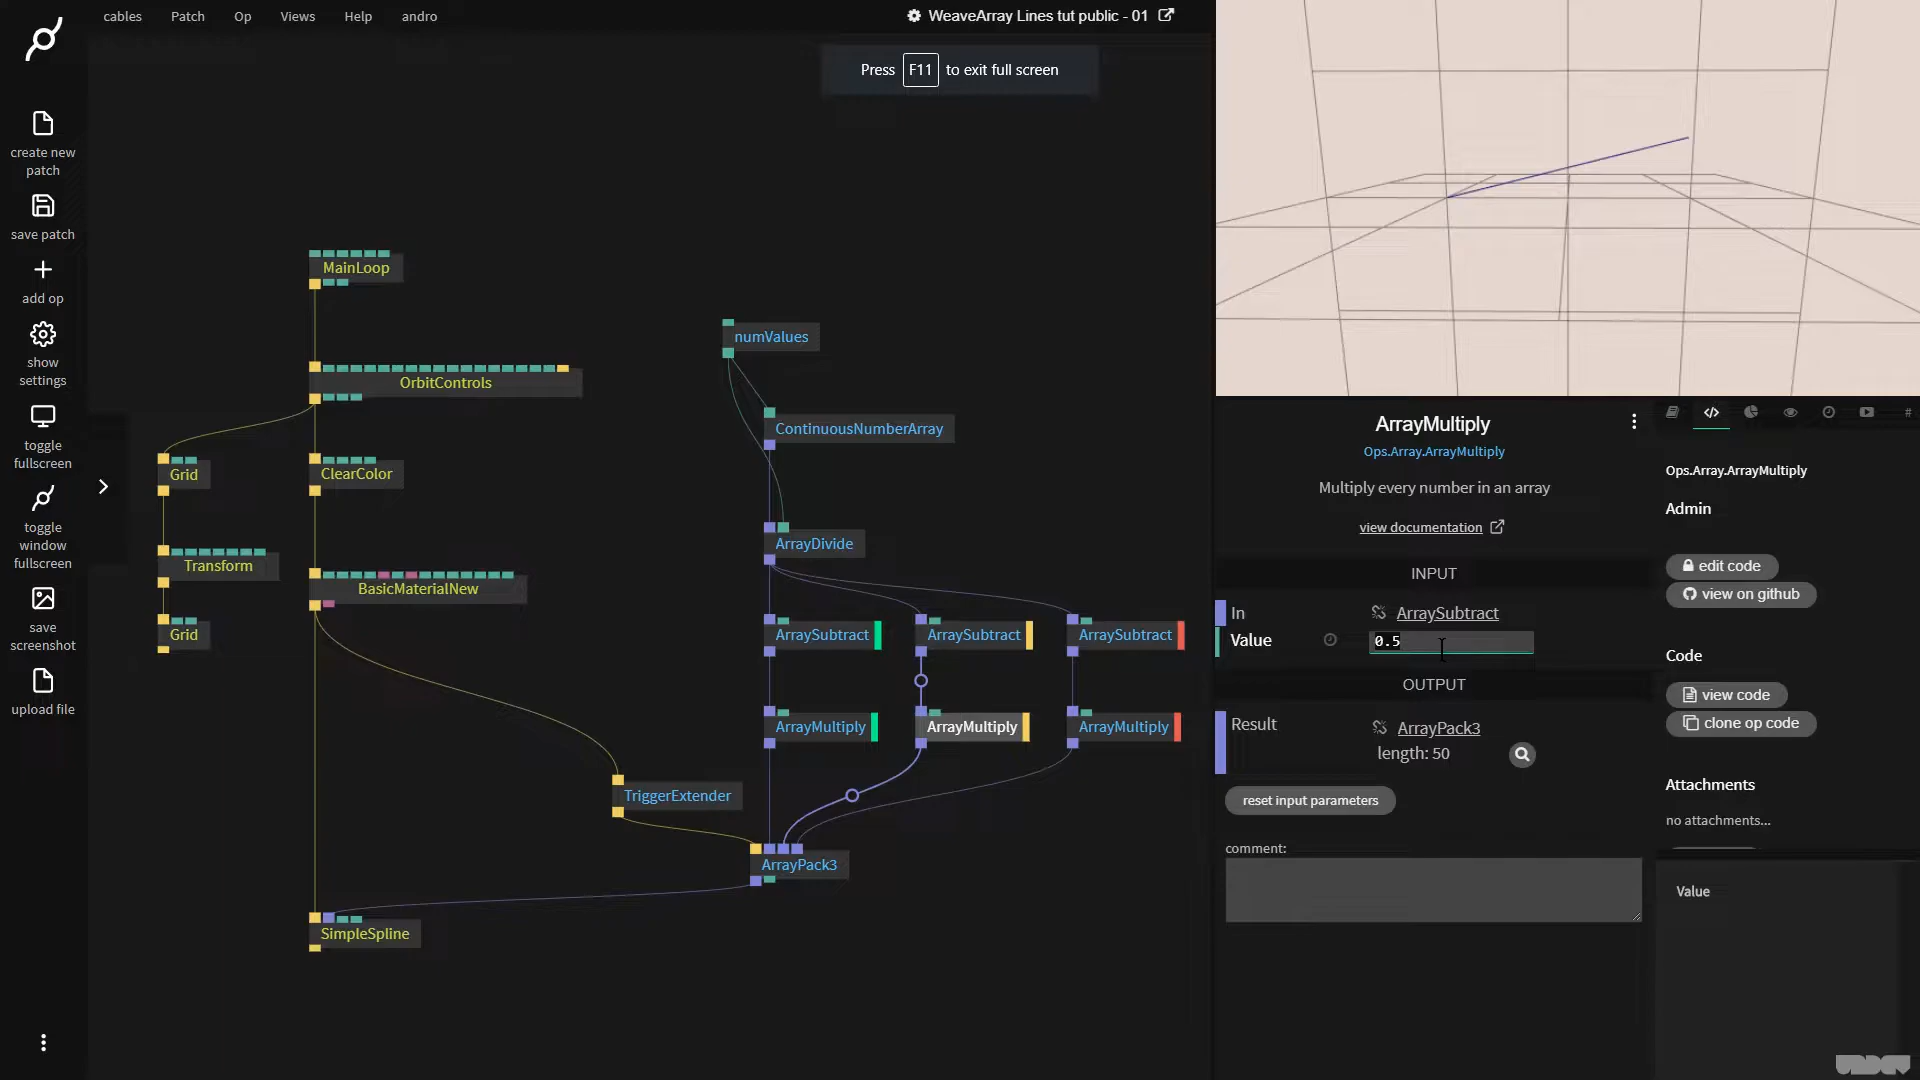 cables Patch Op Views Help andro
WeaveArray Lines tut public - 01
Press F11 to exit full screen
create new
patch
save patch
add op
show
settings
toggle
fullscreen
toggle
window
fullscreen
save
screenshot
upload file
MainLoop
OrbitControls
Grid
ClearColor
Transform
BasicMaterialNew
Grid
numValues
ContinuousNumberArray
ArrayDivide
ArraySubtract ArraySubtract ArraySubtract
ArrayMultiply ArrayMultiply ArrayMultiply
TriggerExtender
ArrayPack3
SimpleSpline
ArrayMultiply
Ops.Array.ArrayMultiply
Multiply every number in an array
view documentation
INPUT
In ArraySubtract
Value 0.5
OUTPUT
Result ArrayPack3
length: 50
reset input parameters
comment:
#
Ops.Array.ArrayMultiply
Admin
edit code
view on github
Code
view code
clone op code
Attachments
no attachments...
Value